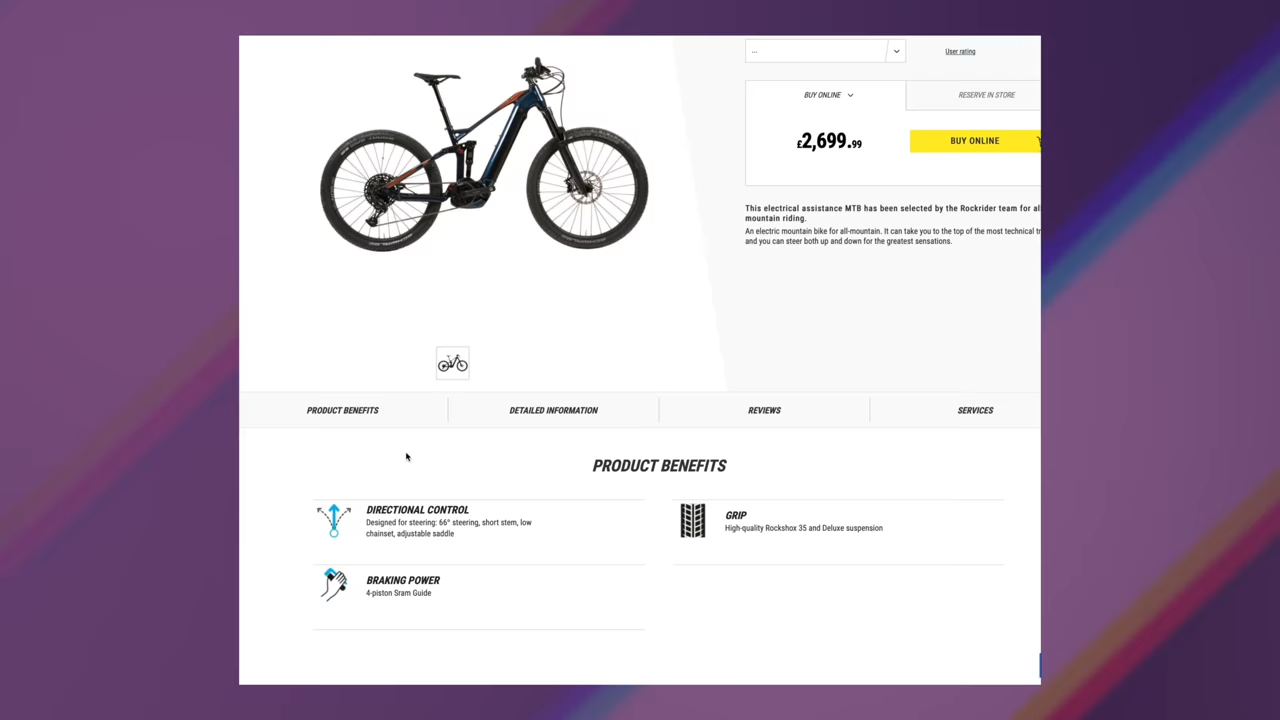 ...
User rating
BUY ONLINE
RESERVE IN STORE
£2,699.99
BUY ONLINE
This electrical assistance MTB has been selected by the Rockrider team for al
mountain riding.
An electric mountain bike for all-mountain. It can take you to the top of the most technical tr
and you can steer both up and down for the greatest sensations.
PRODUCT BENEFITS
DETAILED INFORMATION
REVIEWS
SERVICES
PRODUCT BENEFITS
DIRECTIONAL CONTROL
Designed for steering: 66° steering, short stem, low
chainset, adjustable saddle
GRIP
High-quality Rockshox 35 and Deluxe suspension
BRAKING POWER
4-piston Sram Guide